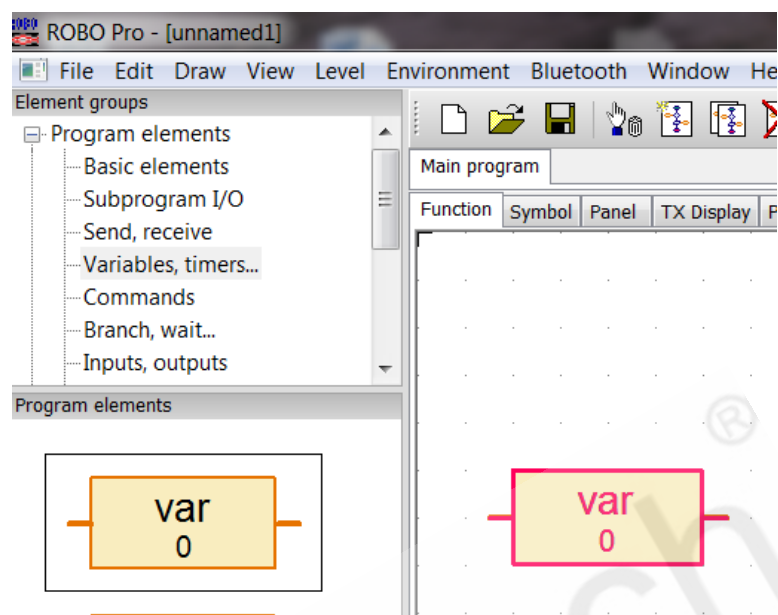 ROBO Pro - [unnamed1]
File Edit Draw View Level Environment Bluetooth Window He
Element groups
Program elements
Basic elements
Subprogram I/O
Send, receive
Variables, timers...
Commands
Branch, wait...
Inputs, outputs
Main program
Function Symbol Panel TX Display P
Program elements
var
0
var
0